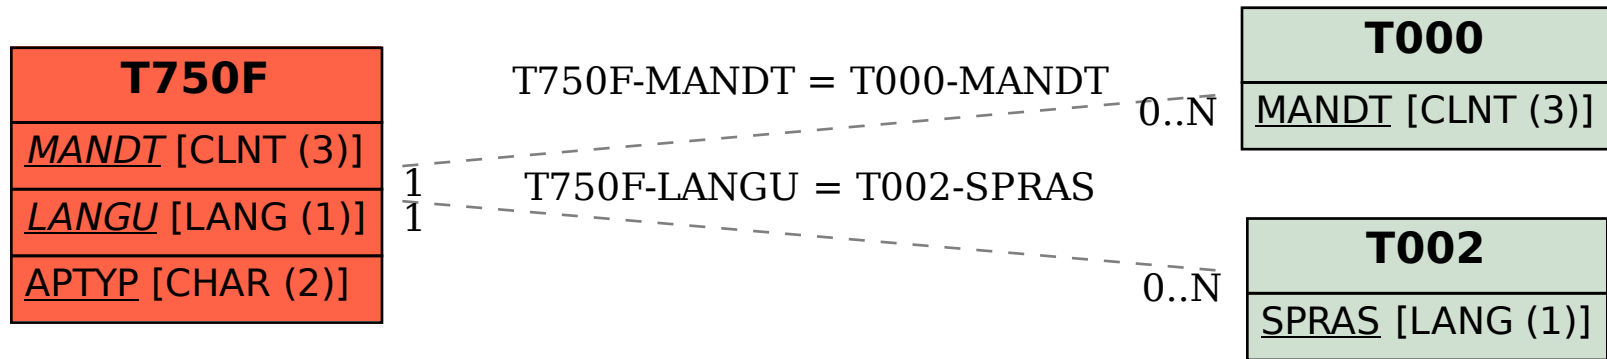 T750F
MANDT [CLNT (3)]
LANGU [LANG (1)]
APTYP [CHAR (2)]
T750F-MANDT = T000-MANDT
0..N
1
T750F-LANGU = T002-SPRAS
1
0..N
T000
MANDT [CLNT (3)]
T002
SPRAS [LANG (1)]